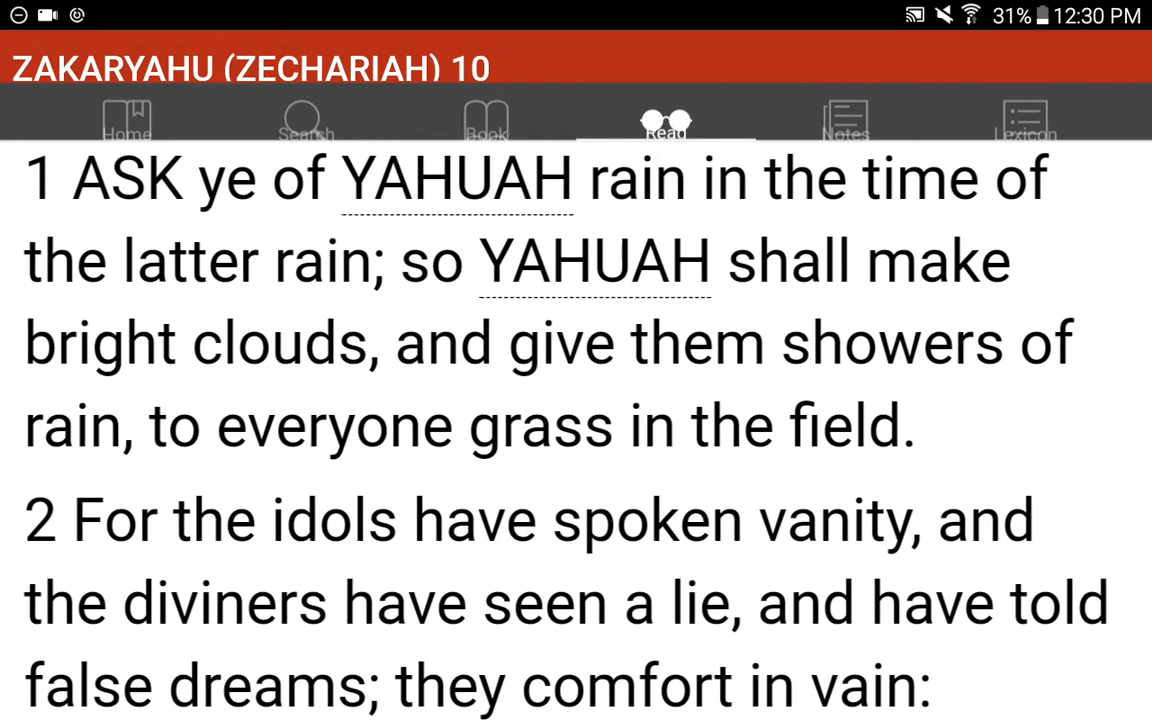 31% 12:30 PM
ZAKARYAHU (ZECHARIAH) 10
Home Search Book Read Notes Lexicon
1 ASK ye of YAHUAH rain in the time of
the latter rain; so YAHUAH shall make
bright clouds, and give them showers of
rain, to everyone grass in the field.
2 For the idols have spoken vanity, and
the diviners have seen a lie, and have told
false dreams; they comfort in vain: